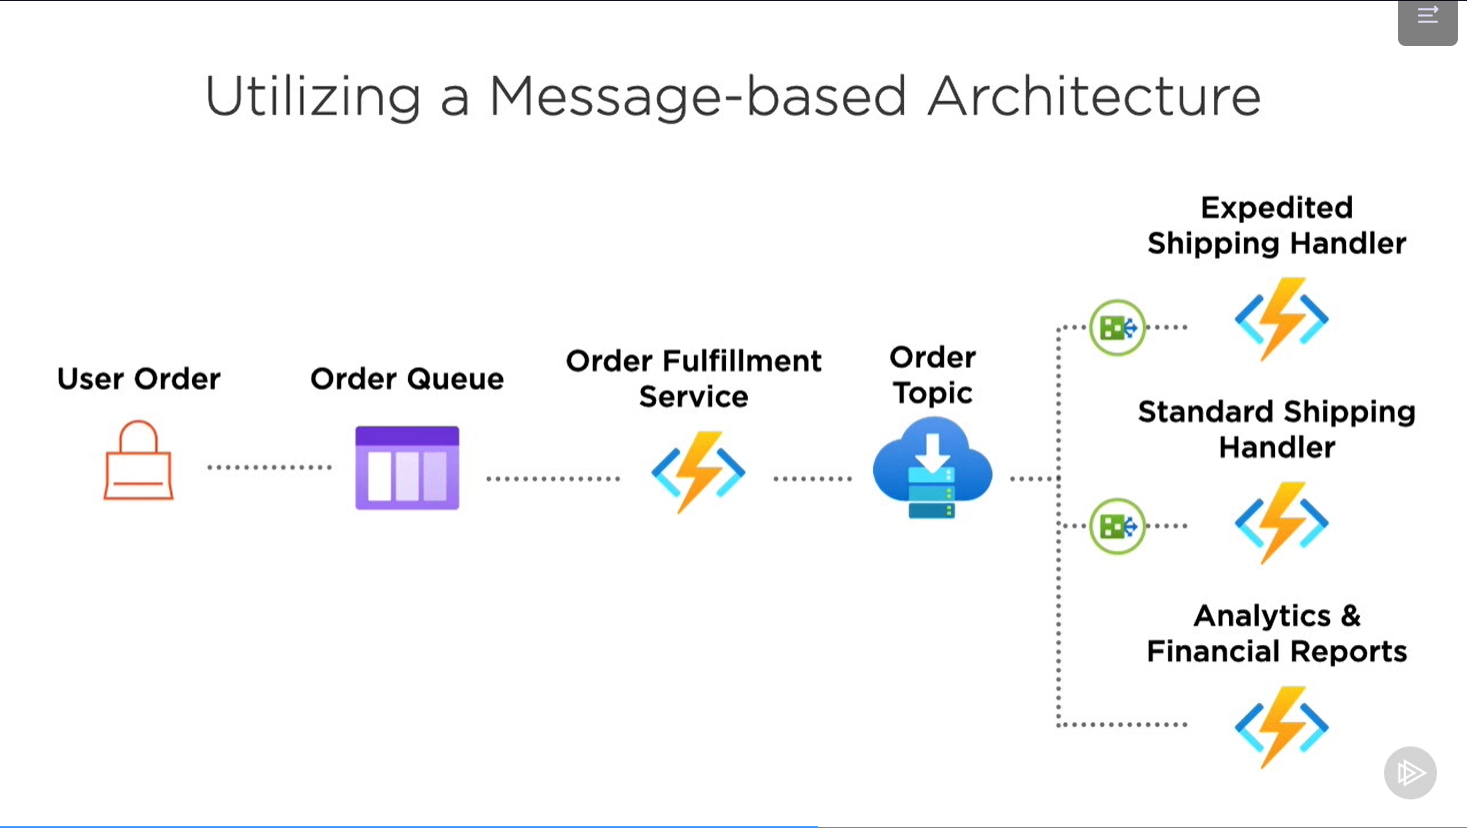 Utilizing a Message-based Architecture
Expedited
Shipping Handler
User Order
Order Queue
Order Fulfillment
Service
Order
Topic
Standard Shipping
Handler
Analytics &
Financial Reports